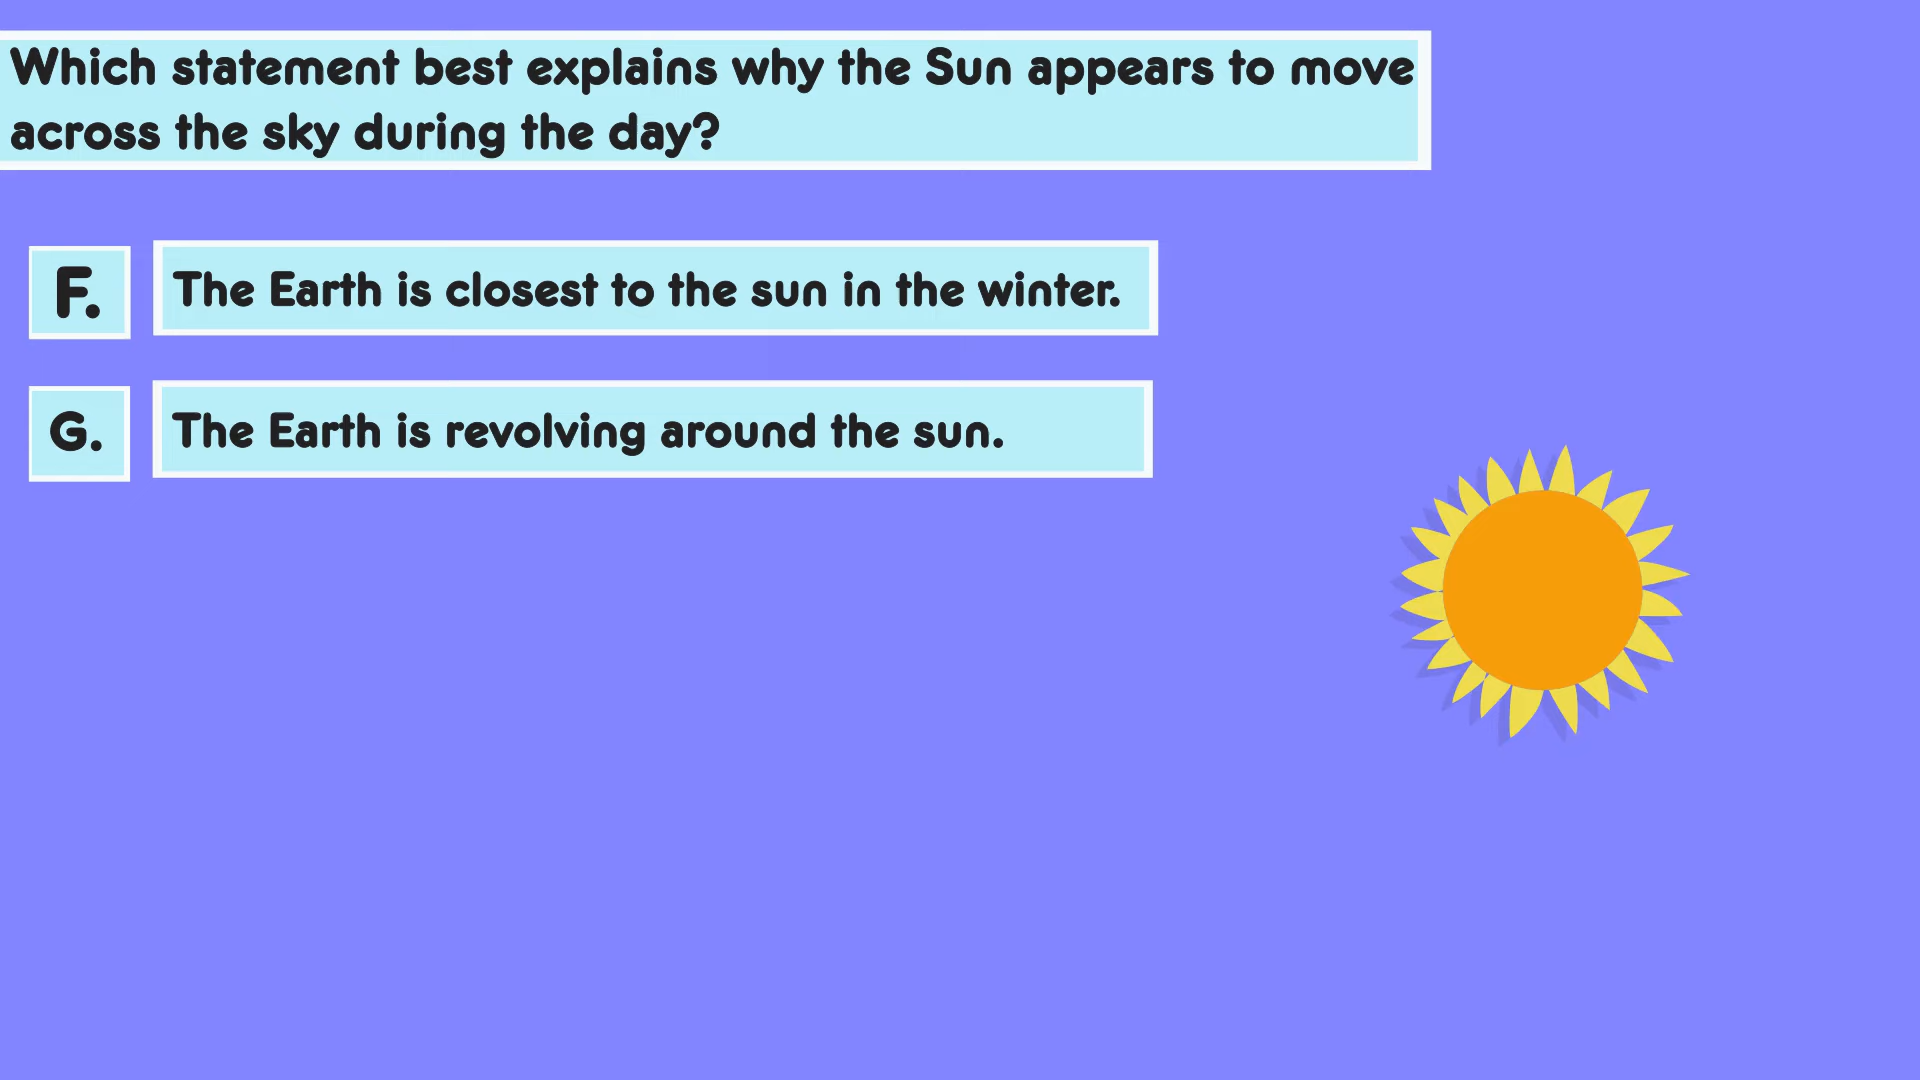 Which statement best explains why the Sun appears to move
across the sky during the day?
F. The Earth is closest to the sun in the winter.
G. The Earth is revolving around the sun.